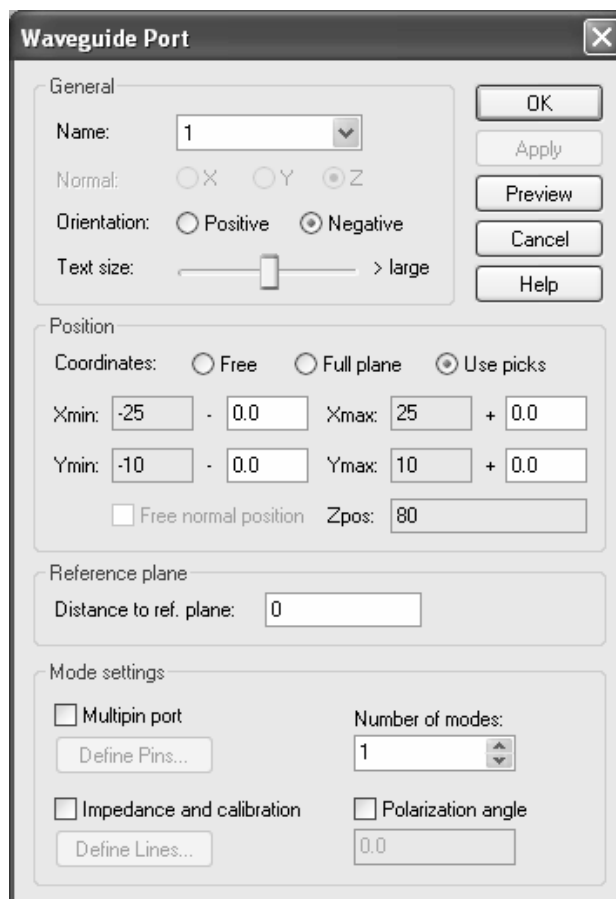 Waveguide Port
General
Name: 1
Normal: X Y Z
Orientation: Positive Negative
Text size: > large
OK
Apply
Preview
Cancel
Help
Position
Coordinates: Free Full plane Use picks
Xmin: -25 - 0.0 Xmax: 25 + 0.0
Ymin: -10 - 0.0 Ymax: 10 + 0.0
Free normal position Zpos: 80
Reference plane
Distance to ref. plane: 0
Mode settings
Multipin port
Define Pins...
Number of modes:
1
Impedance and calibration
Define Lines...
Polarization angle
0.0